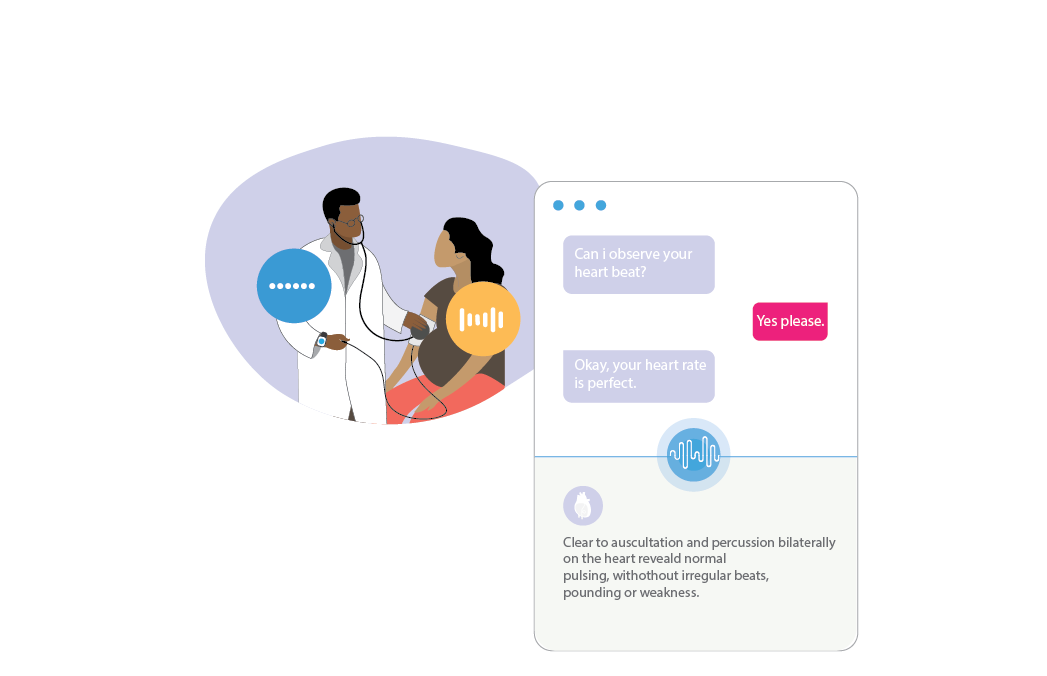 Can i observe your
heart beat?
Yes please.
Okay, your heart rate
is perfect.
Clear to auscultation and percussion bilaterally
on the heart reveald normal
pulsing, withothout irregular beats,
pounding or weakness.